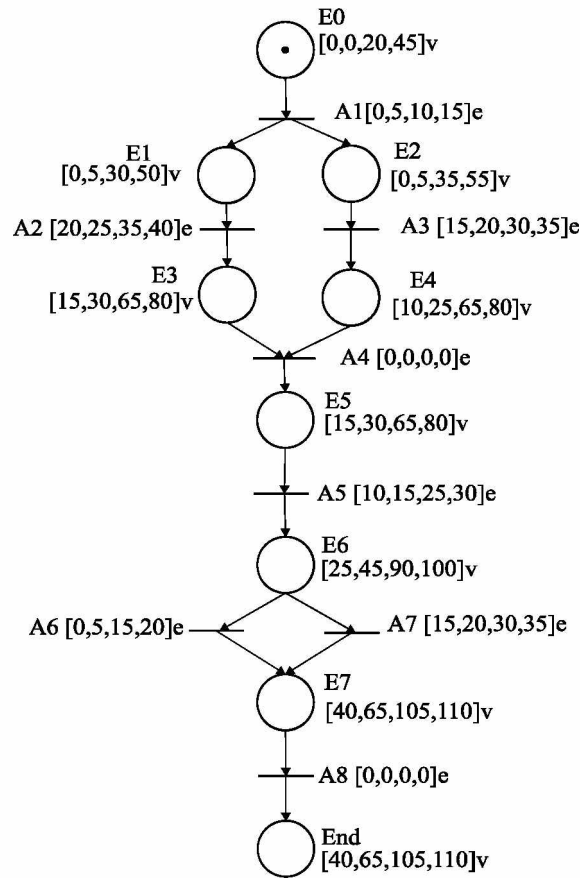 E0
[0,0,20,45]v
A1[0,5,10,15]e
E1
[0,5,30,50]v
E2
[0,5,35,55]v
A2 [20,25,35,40]e
A3 [15,20,30,35]e
E3
[15,30,65,80]v
E4
[10,25,65,80]v
A4 [0,0,0,0]e
E5
[15,30,65,80]v
A5 [10,15,25,30]e
E6
[25,45,90,100]v
A6 [0,5,15,20]e
A7 [15,20,30,35]e
E7
[40,65,105,110]v
A8 [0,0,0,0]e
End
[40,65,105,110]v